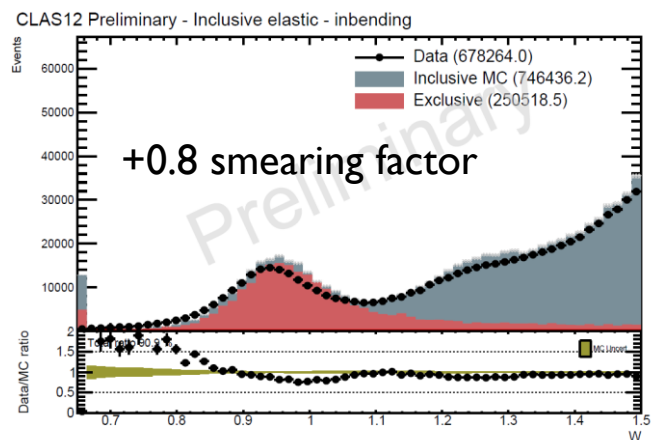 CLAS12 Preliminary - Inclusive elastic - inbending
Events
Data (678264.0)
Inclusive MC (746436.2)
Exclusive (250518.5)
60000
50000
40000
30000
20000
10000
+0.8 smearing factor
Preliminary
Data/MC ratio
2
1.5
1
0.5
0
ratio
MC Uncert.
0.7 0.8 0.9 1 1.1 1.2 1.3 1.4 1.5
W